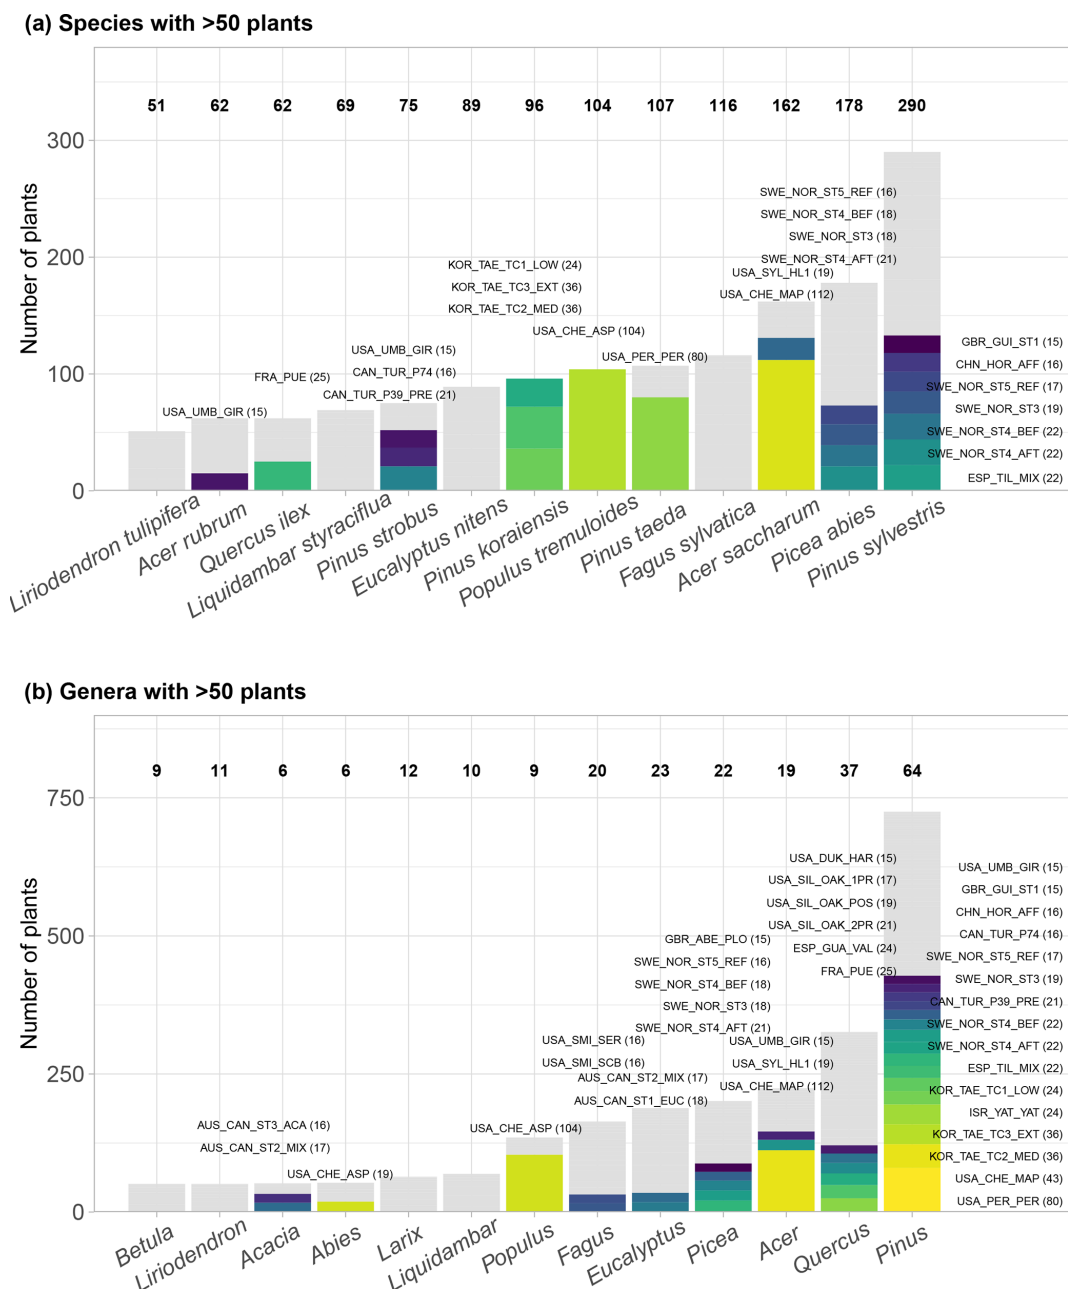 (a) Species with >50 plants
51 62 62 69 75 89 96 104 107 116 162 178 290
300
200
100
0
Number of plants
SWE_NOR_ST5_REF (16)
SWE_NOR_ST4_BEF (18)
SWE_NOR_ST3 (18)
SWE_NOR_ST4_AFT (21)
USA_SYL_HL1 (19)
USA_CHE_MAP (112)
KOR_TAE_TC1_LOW (24)
KOR_TAE_TC3_EXT (36)
KOR_TAE_TC2_MED (36)
USA_CHE_ASP (104)
USA_PER_PER (80)
USA_UMB_GIR (15)
CAN_TUR_P74 (16)
CAN_TUR_P39_PRE (21)
FRA_PUE (25)
USA_UMB_GIR (15)
GBR_GUI_ST1 (15)
CHN_HOR_AFF (16)
SWE_NOR_ST5_REF (17)
SWE_NOR_ST3 (19)
SWE_NOR_ST4_BEF (22)
SWE_NOR_ST4_AFT (22)
ESP_TIL_MIX (22)
Liriodendron tulipifera
Acer rubrum
Quercus ilex
Liquidambar styraciflua
Pinus strobus
Eucalyptus nitens
Pinus koraiensis
Populus tremuloides
Pinus taeda
Fagus sylvatica
Acer saccharum
Picea abies
Pinus sylvestris
(b) Genera with >50 plants
9 11 6 6 12 10 9 20 23 22 19 37 64
750
500
250
0
Number of plants
AUS_CAN_ST3_ACA (16)
AUS_CAN_ST2_MIX (17)
USA_CHE_ASP (19)
USA_CHE_ASP (104)
USA_SMI_SER (16)
USA_SMI_SCB (16)
AUS_CAN_ST2_MIX (17)
AUS_CAN_ST1_EUC (18)
GBR_ABE_PLO (15)
SWE_NOR_ST5_REF (16)
SWE_NOR_ST4_BEF (18)
SWE_NOR_ST3 (18)
SWE_NOR_ST4_AFT (21)
USA_UMB_GIR (15)
USA_SYL_HL1 (19)
USA_CHE_MAP (112)
USA_DUK_HAR (15)
USA_SIL_OAK_1PR (17)
USA_SIL_OAK_POS (19)
USA_SIL_OAK_2PR (21)
ESP_GUA_VAL (24)
FRA_PUE (25)
USA_UMB_GIR (15)
GBR_GUI_ST1 (15)
CHN_HOR_AFF (16)
CAN_TUR_P74 (16)
SWE_NOR_ST5_REF (17)
SWE_NOR_ST3 (19)
CAN_TUR_P39_PRE (21)
SWE_NOR_ST4_BEF (22)
SWE_NOR_ST4_AFT (22)
ESP_TIL_MIX (22)
KOR_TAE_TC1_LOW (24)
ISR_YAT_YAT (24)
KOR_TAE_TC3_EXT (36)
KOR_TAE_TC2_MED (36)
USA_CHE_MAP (43)
USA_PER_PER (80)
Betula
Liriodendron
Acacia
Abies
Larix
Liquidambar
Populus
Fagus
Eucalyptus
Picea
Acer
Quercus
Pinus